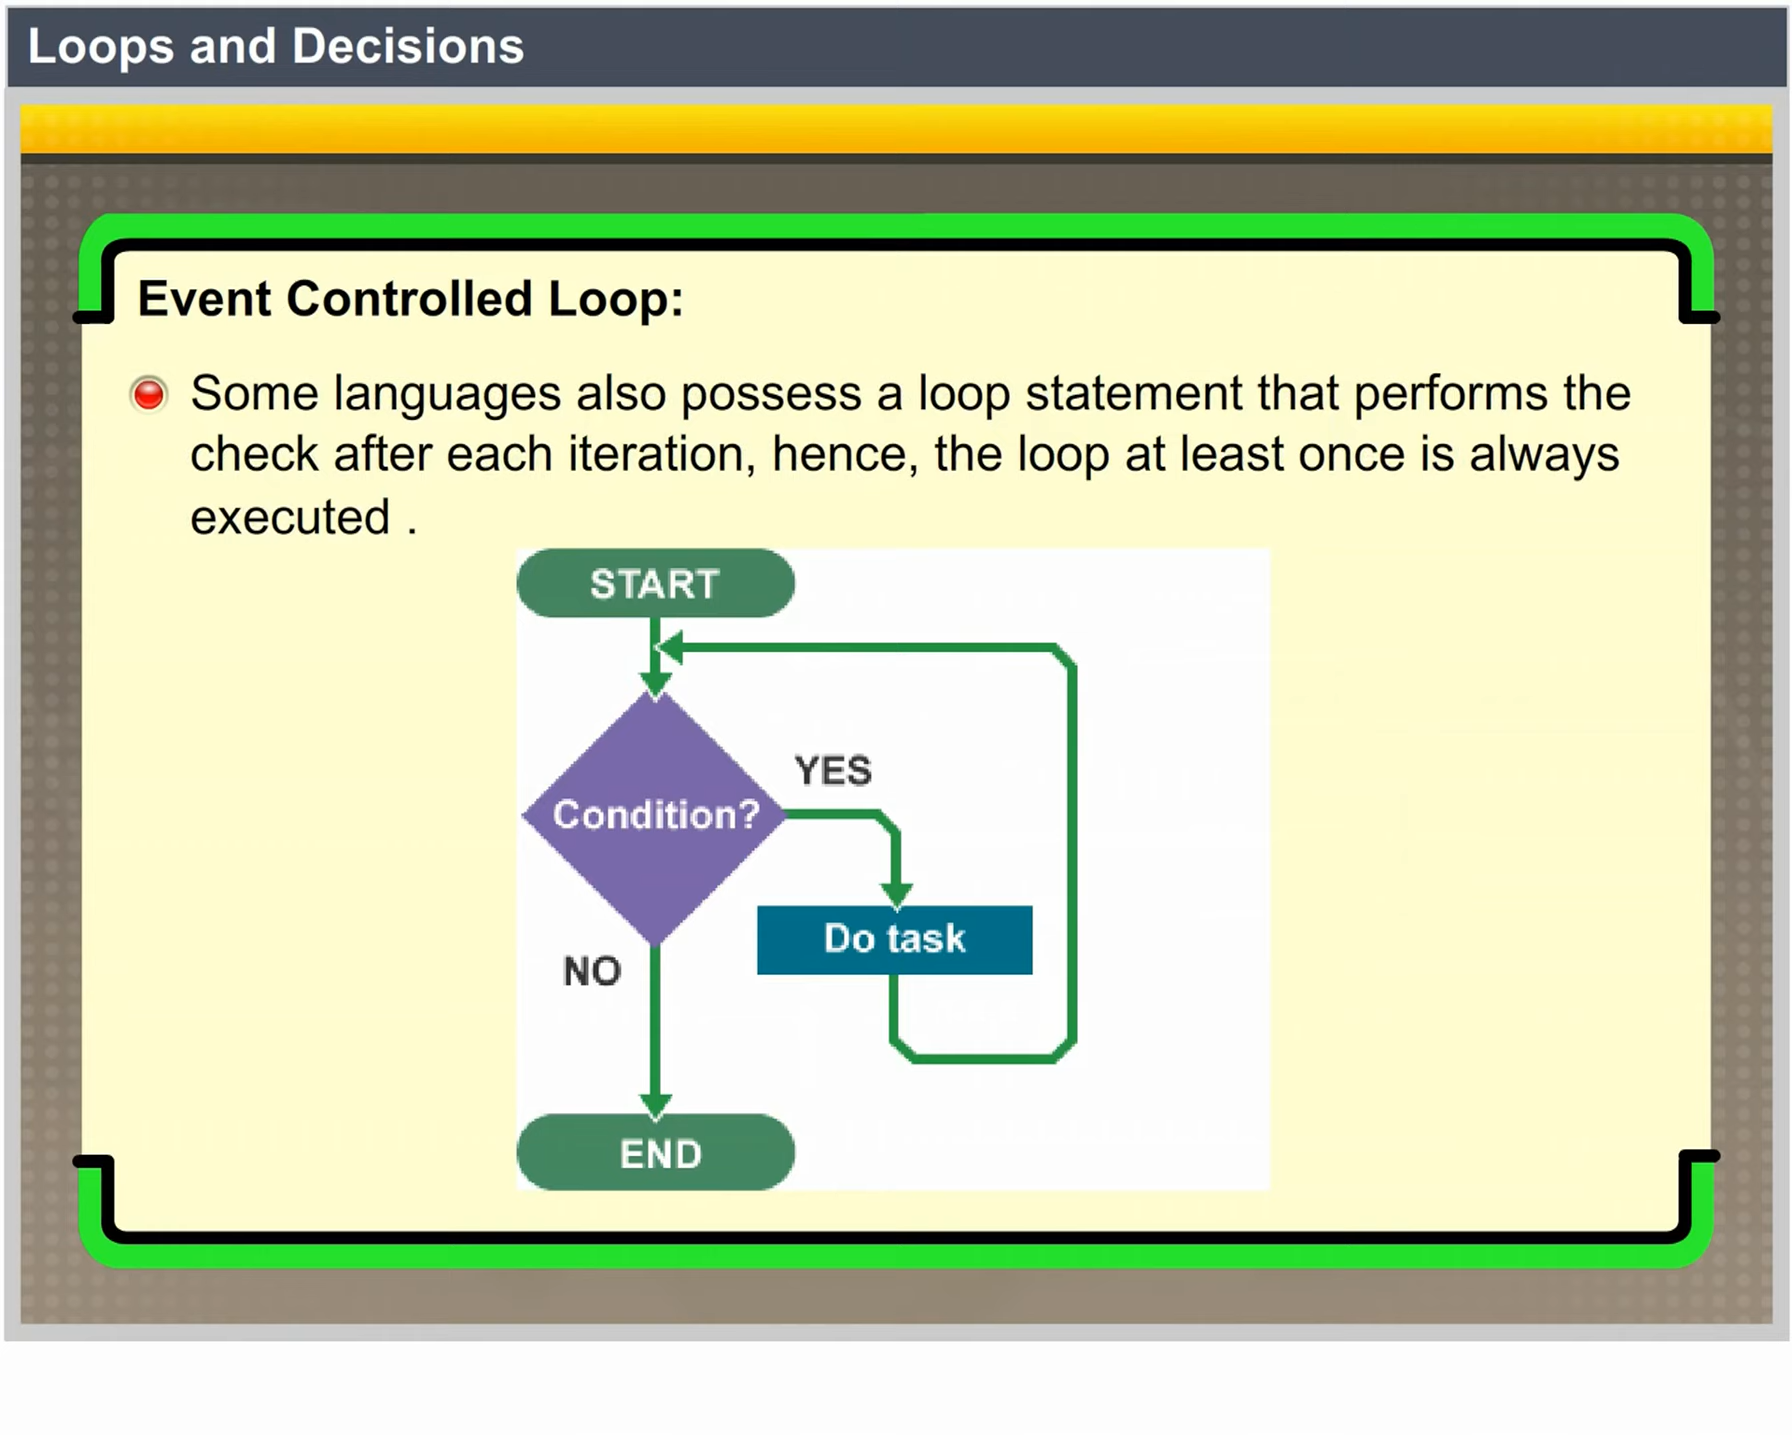 Loops and Decisions
Event Controlled Loop:
Some languages also possess a loop statement that performs the
check after each iteration, hence, the loop at least once is always
executed .
START
YES
Condition?
Do task
NO
END